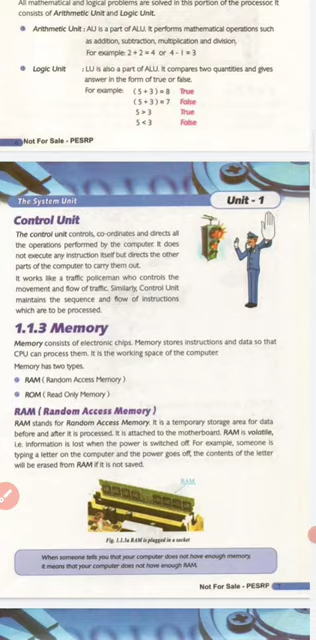 All mathematical and logical problems are solved in this portion of the processor. It
consists of Arithmetic Unit and Logic Unit.
Arithmetic Unit : AU is a part of ALU. It performs mathematical operations such
as addition, subtraction, multiplication and division.
For example: 2 + 2 = 4 or 4 - 1 = 3
Logic Unit : LU is also a part of ALU. It compares two quantities and gives
answer in the form of true or false.
For example: ( 5 + 3 ) = 8 True
( 5 + 3 ) = 7 False
5 > 3 True
5 < 3 False
Not For Sale - PESRP
The System Unit Unit - 1
Control Unit
The control unit controls, co-ordinates and directs all
the operations performed by the computer. It does
not execute any instruction itself but directs the other
parts of the computer to carry them out.
It works like a traffic policeman who controls the
movement and flow of traffic. Similarly, Control Unit
maintains the sequence and flow of instructions
which are to be processed.
1.1.3 Memory
Memory consists of electronic chips. Memory stores instructions and data so that
CPU can process them. It is the working space of the computer.
Memory has two types.
RAM ( Random Access Memory )
ROM ( Read Only Memory )
RAM ( Random Access Memory )
RAM stands for Random Access Memory. It is a temporary storage area for data
before and after it is processed. It is attached to the motherboard. RAM is volatile,
i.e. information is lost when the power is switched off. For example, someone is
typing a letter on the computer and the power goes off, the contents of the letter
will be erased from RAM if it is not saved.
RAM
Fig. 1.1.3a RAM is plugged in a socket
When someone tells you that your computer does not have enough memory,
it means that your computer does not have enough RAM.
Not For Sale - PESRP